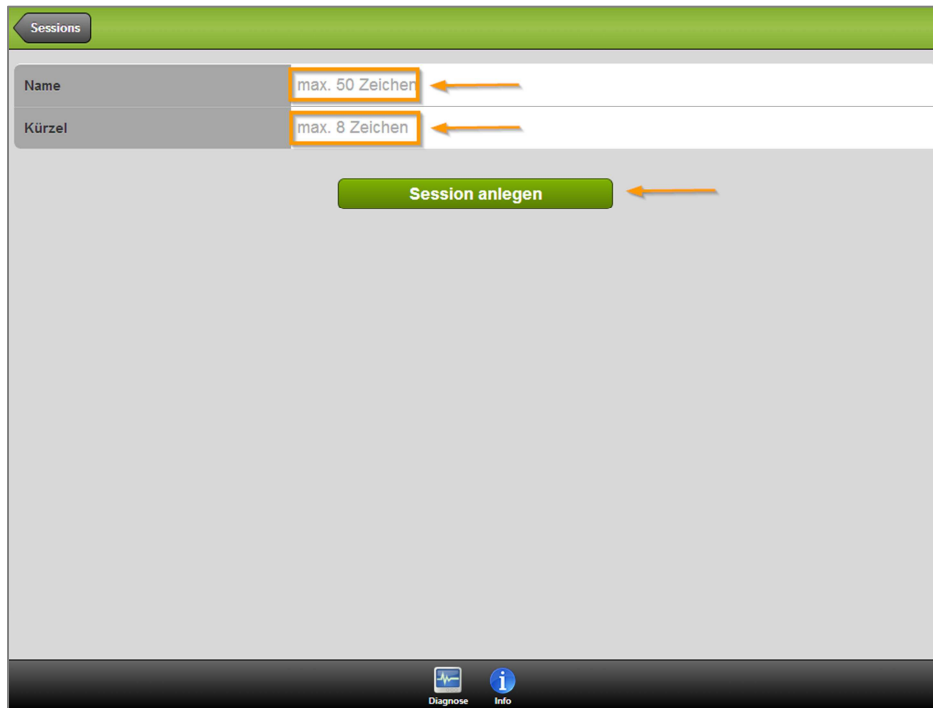 Sessions
Name
max. 50 Zeichen
Kürzel
max. 8 Zeichen
Session anlegen
Diagnose
Info